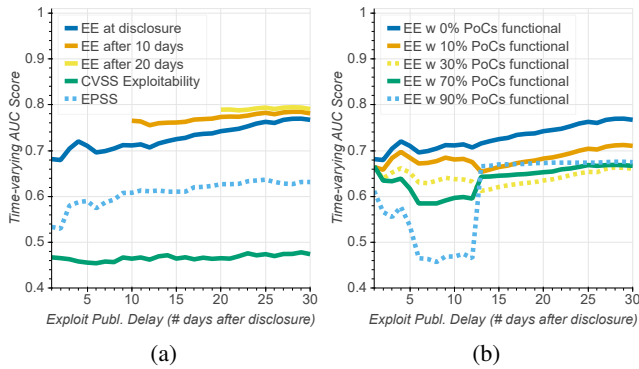 1
0.9
0.8
0.7
0.6
0.5
0.4
Time-varying AUC Score
EE at disclosure
EE after 10 days
EE after 20 days
CVSS Exploitability
EPSS
5
10
15
20
25
30
Exploit Publ. Delay (# days after disclosure)
(a)
1
0.9
0.8
0.7
0.6
0.5
0.4
Time-varying AUC Score
EE w 0% PoCs functional
EE w 10% PoCs functional
EE w 30% PoCs functional
EE w 70% PoCs functional
EE w 90% PoCs functional
5
10
15
20
25
30
Exploit Publ. Delay (# days after disclosure)
(b)